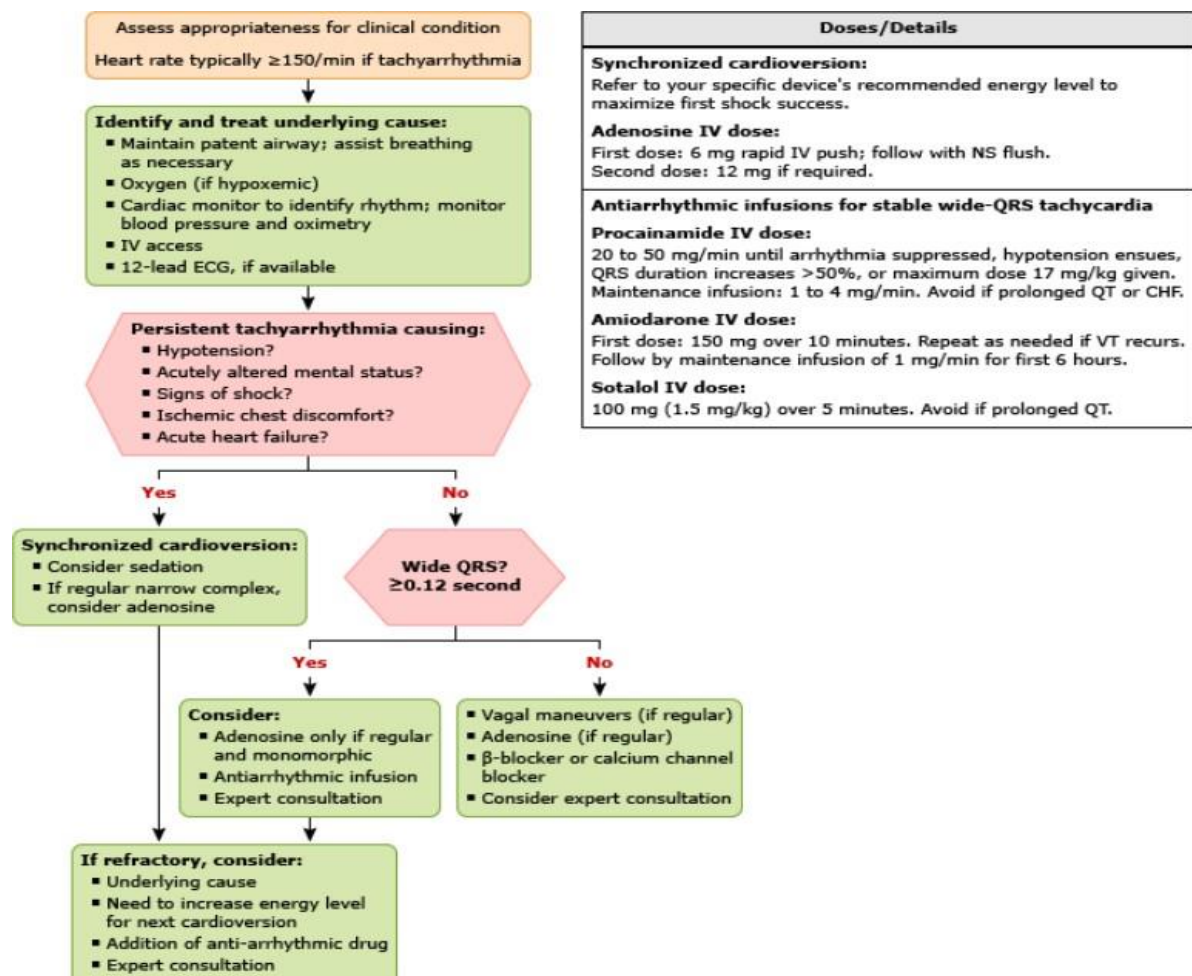 Assess appropriateness for clinical condition
Heart rate typically ≥150/min if tachyarrhythmia
Identify and treat underlying cause:
▪ Maintain patent airway; assist breathing
as necessary
▪ Oxygen (if hypoxemic)
▪ Cardiac monitor to identify rhythm; monitor
blood pressure and oximetry
▪ IV access
▪ 12-lead ECG, if available
Persistent tachyarrhythmia causing:
▪ Hypotension?
▪ Acutely altered mental status?
▪ Signs of shock?
▪ Ischemic chest discomfort?
▪ Acute heart failure?
Yes
No
Synchronized cardioversion:
▪ Consider sedation
▪ If regular narrow complex,
consider adenosine
Wide QRS?
≥0.12 second
Yes
No
Consider:
▪ Adenosine only if regular
and monomorphic
▪ Antiarrhythmic infusion
▪ Expert consultation
▪ Vagal maneuvers (if regular)
▪ Adenosine (if regular)
▪ β-blocker or calcium channel
blocker
▪ Consider expert consultation
If refractory, consider:
▪ Underlying cause
▪ Need to increase energy level
for next cardioversion
▪ Addition of anti-arrhythmic drug
▪ Expert consultation
Doses/Details
Synchronized cardioversion:
Refer to your specific device's recommended energy level to
maximize first shock success.
Adenosine IV dose:
First dose: 6 mg rapid IV push; follow with NS flush.
Second dose: 12 mg if required.
Antiarrhythmic infusions for stable wide-QRS tachycardia
Procainamide IV dose:
20 to 50 mg/min until arrhythmia suppressed, hypotension ensues,
QRS duration increases >50%, or maximum dose 17 mg/kg given.
Maintenance infusion: 1 to 4 mg/min. Avoid if prolonged QT or CHF.
Amiodarone IV dose:
First dose: 150 mg over 10 minutes. Repeat as needed if VT recurs.
Follow by maintenance infusion of 1 mg/min for first 6 hours.
Sotalol IV dose:
100 mg (1.5 mg/kg) over 5 minutes. Avoid if prolonged QT.